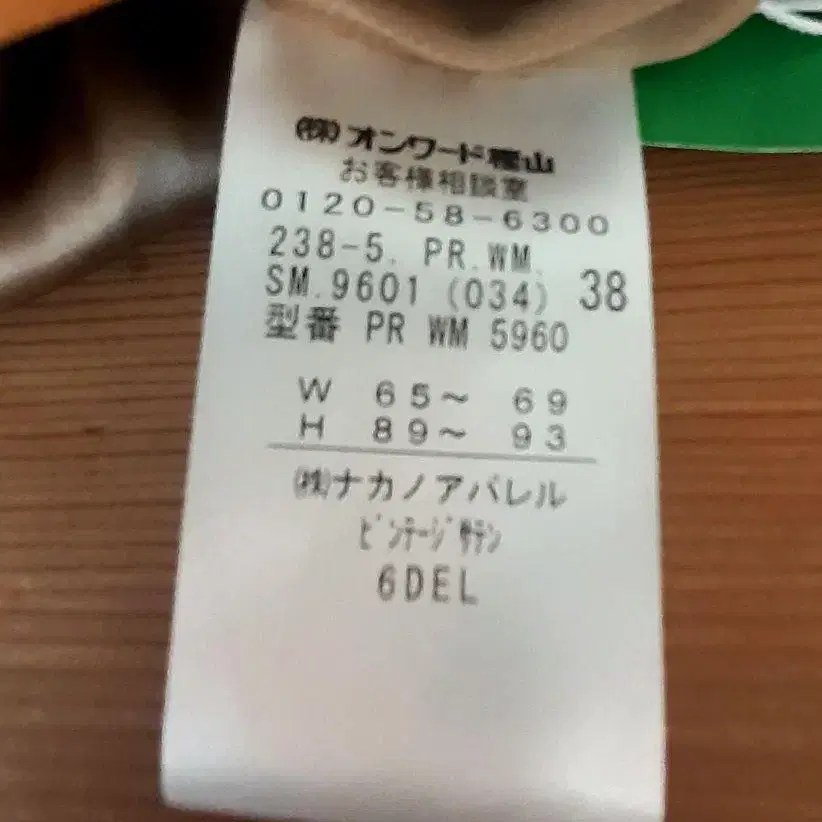 ㈱オンワード樫山
お客様相談室
0120-58-6300
238-5. PR.WM.
SM.9601 (034) 38
型番 PR WM 5960
W 65~ 69
H 89~ 93
㈱ナカノアパレル
ﾋﾞﾝﾃｰｼﾞｻﾃﾝ
6DEL